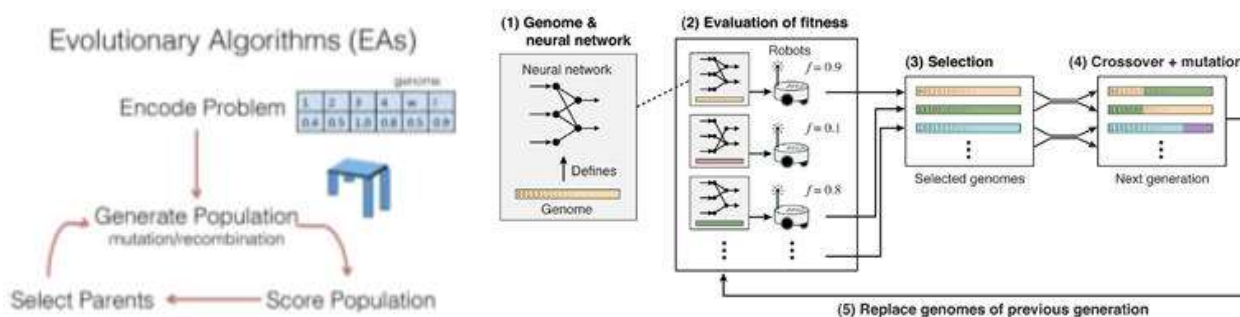 Evolutionary Algorithms (EAs)
genome
Encode Problem
1 2 3 4 w l
0.4 0.5 1.0 0.8 0.5 0.9
Generate Population
mutation/recombination
Select Parents
Score Population
(1) Genome &
neural network
Neural network
Defines
Genome
(2) Evaluation of fitness
Robots
f = 0.9
f = 0.1
f = 0.8
(3) Selection
Selected genomes
(4) Crossover + mutation
Next generation
(5) Replace genomes of previous generation